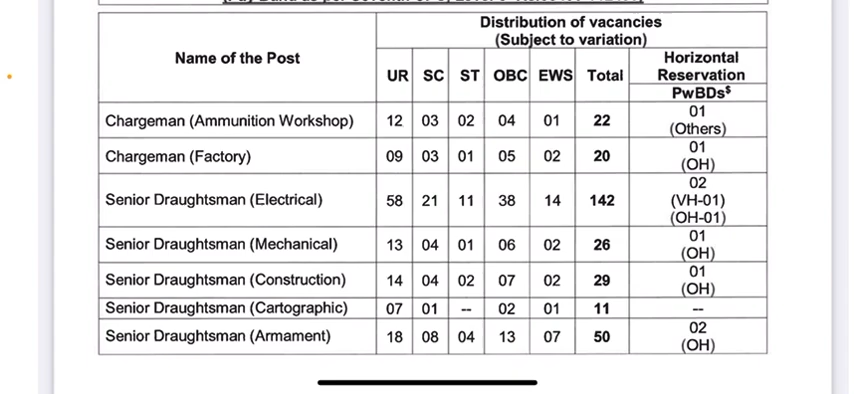 Name of the Post
Distribution of vacancies
(Subject to variation)
UR SC ST OBC EWS Total
Horizontal
Reservation
PwBDs$
Chargeman (Ammunition Workshop) 12 03 02 04 01 22 01
(Others)
Chargeman (Factory) 09 03 01 05 02 20 01
(OH)
Senior Draughtsman (Electrical) 58 21 11 38 14 142 02
(VH-01)
(OH-01)
Senior Draughtsman (Mechanical) 13 04 01 06 02 26 01
(OH)
Senior Draughtsman (Construction) 14 04 02 07 02 29 01
(OH)
Senior Draughtsman (Cartographic) 07 01 -- 02 01 11 --
Senior Draughtsman (Armament) 18 08 04 13 07 50 02
(OH)